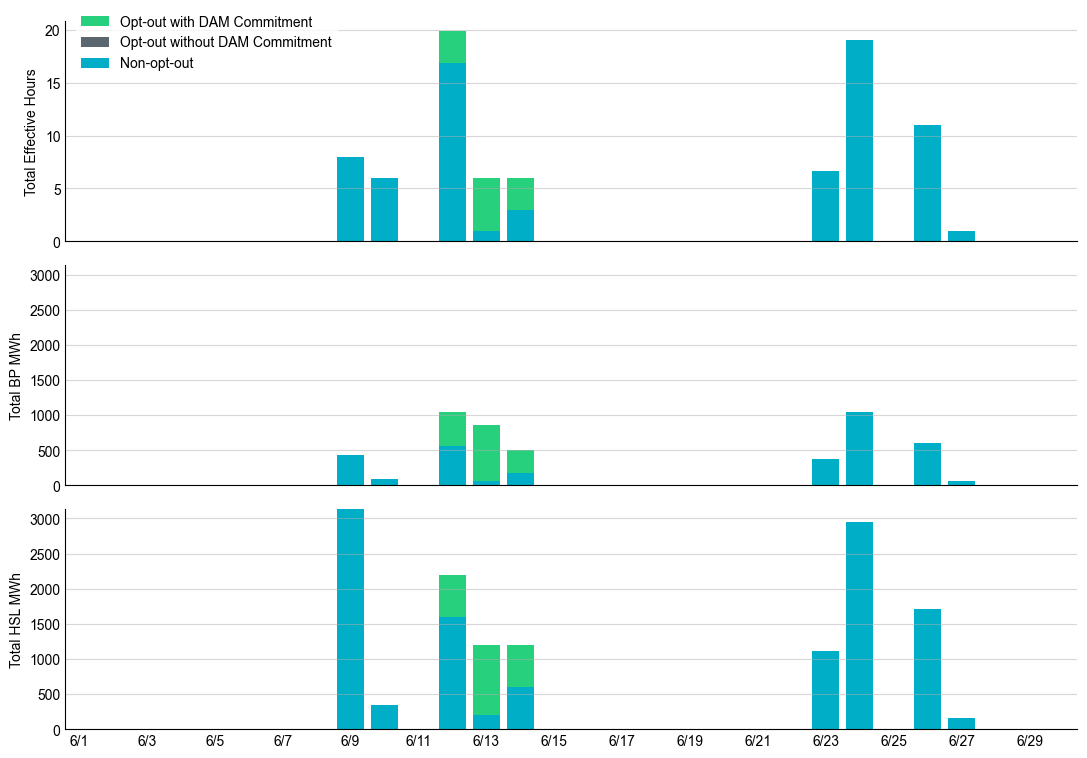 Opt-out with DAM Commitment
Opt-out without DAM Commitment
Non-opt-out
Total Effective Hours
20
15
10
5
0
Total BP MWh
3000
2500
2000
1500
1000
500
0
Total HSL MWh
3000
2500
2000
1500
1000
500
0
6/1 6/3 6/5 6/7 6/9 6/11 6/13 6/15 6/17 6/19 6/21 6/23 6/25 6/27 6/29